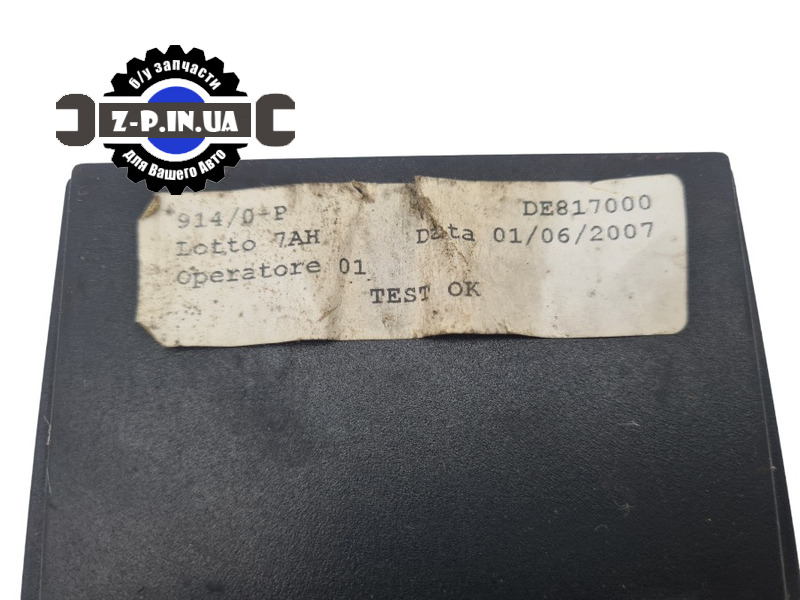 б/у запчасти
Z-P.IN.UA
для Вашего Авто
914/0-P DE817000
Lotto 7AH Data 01/06/2007
Operatore 01
TEST OK